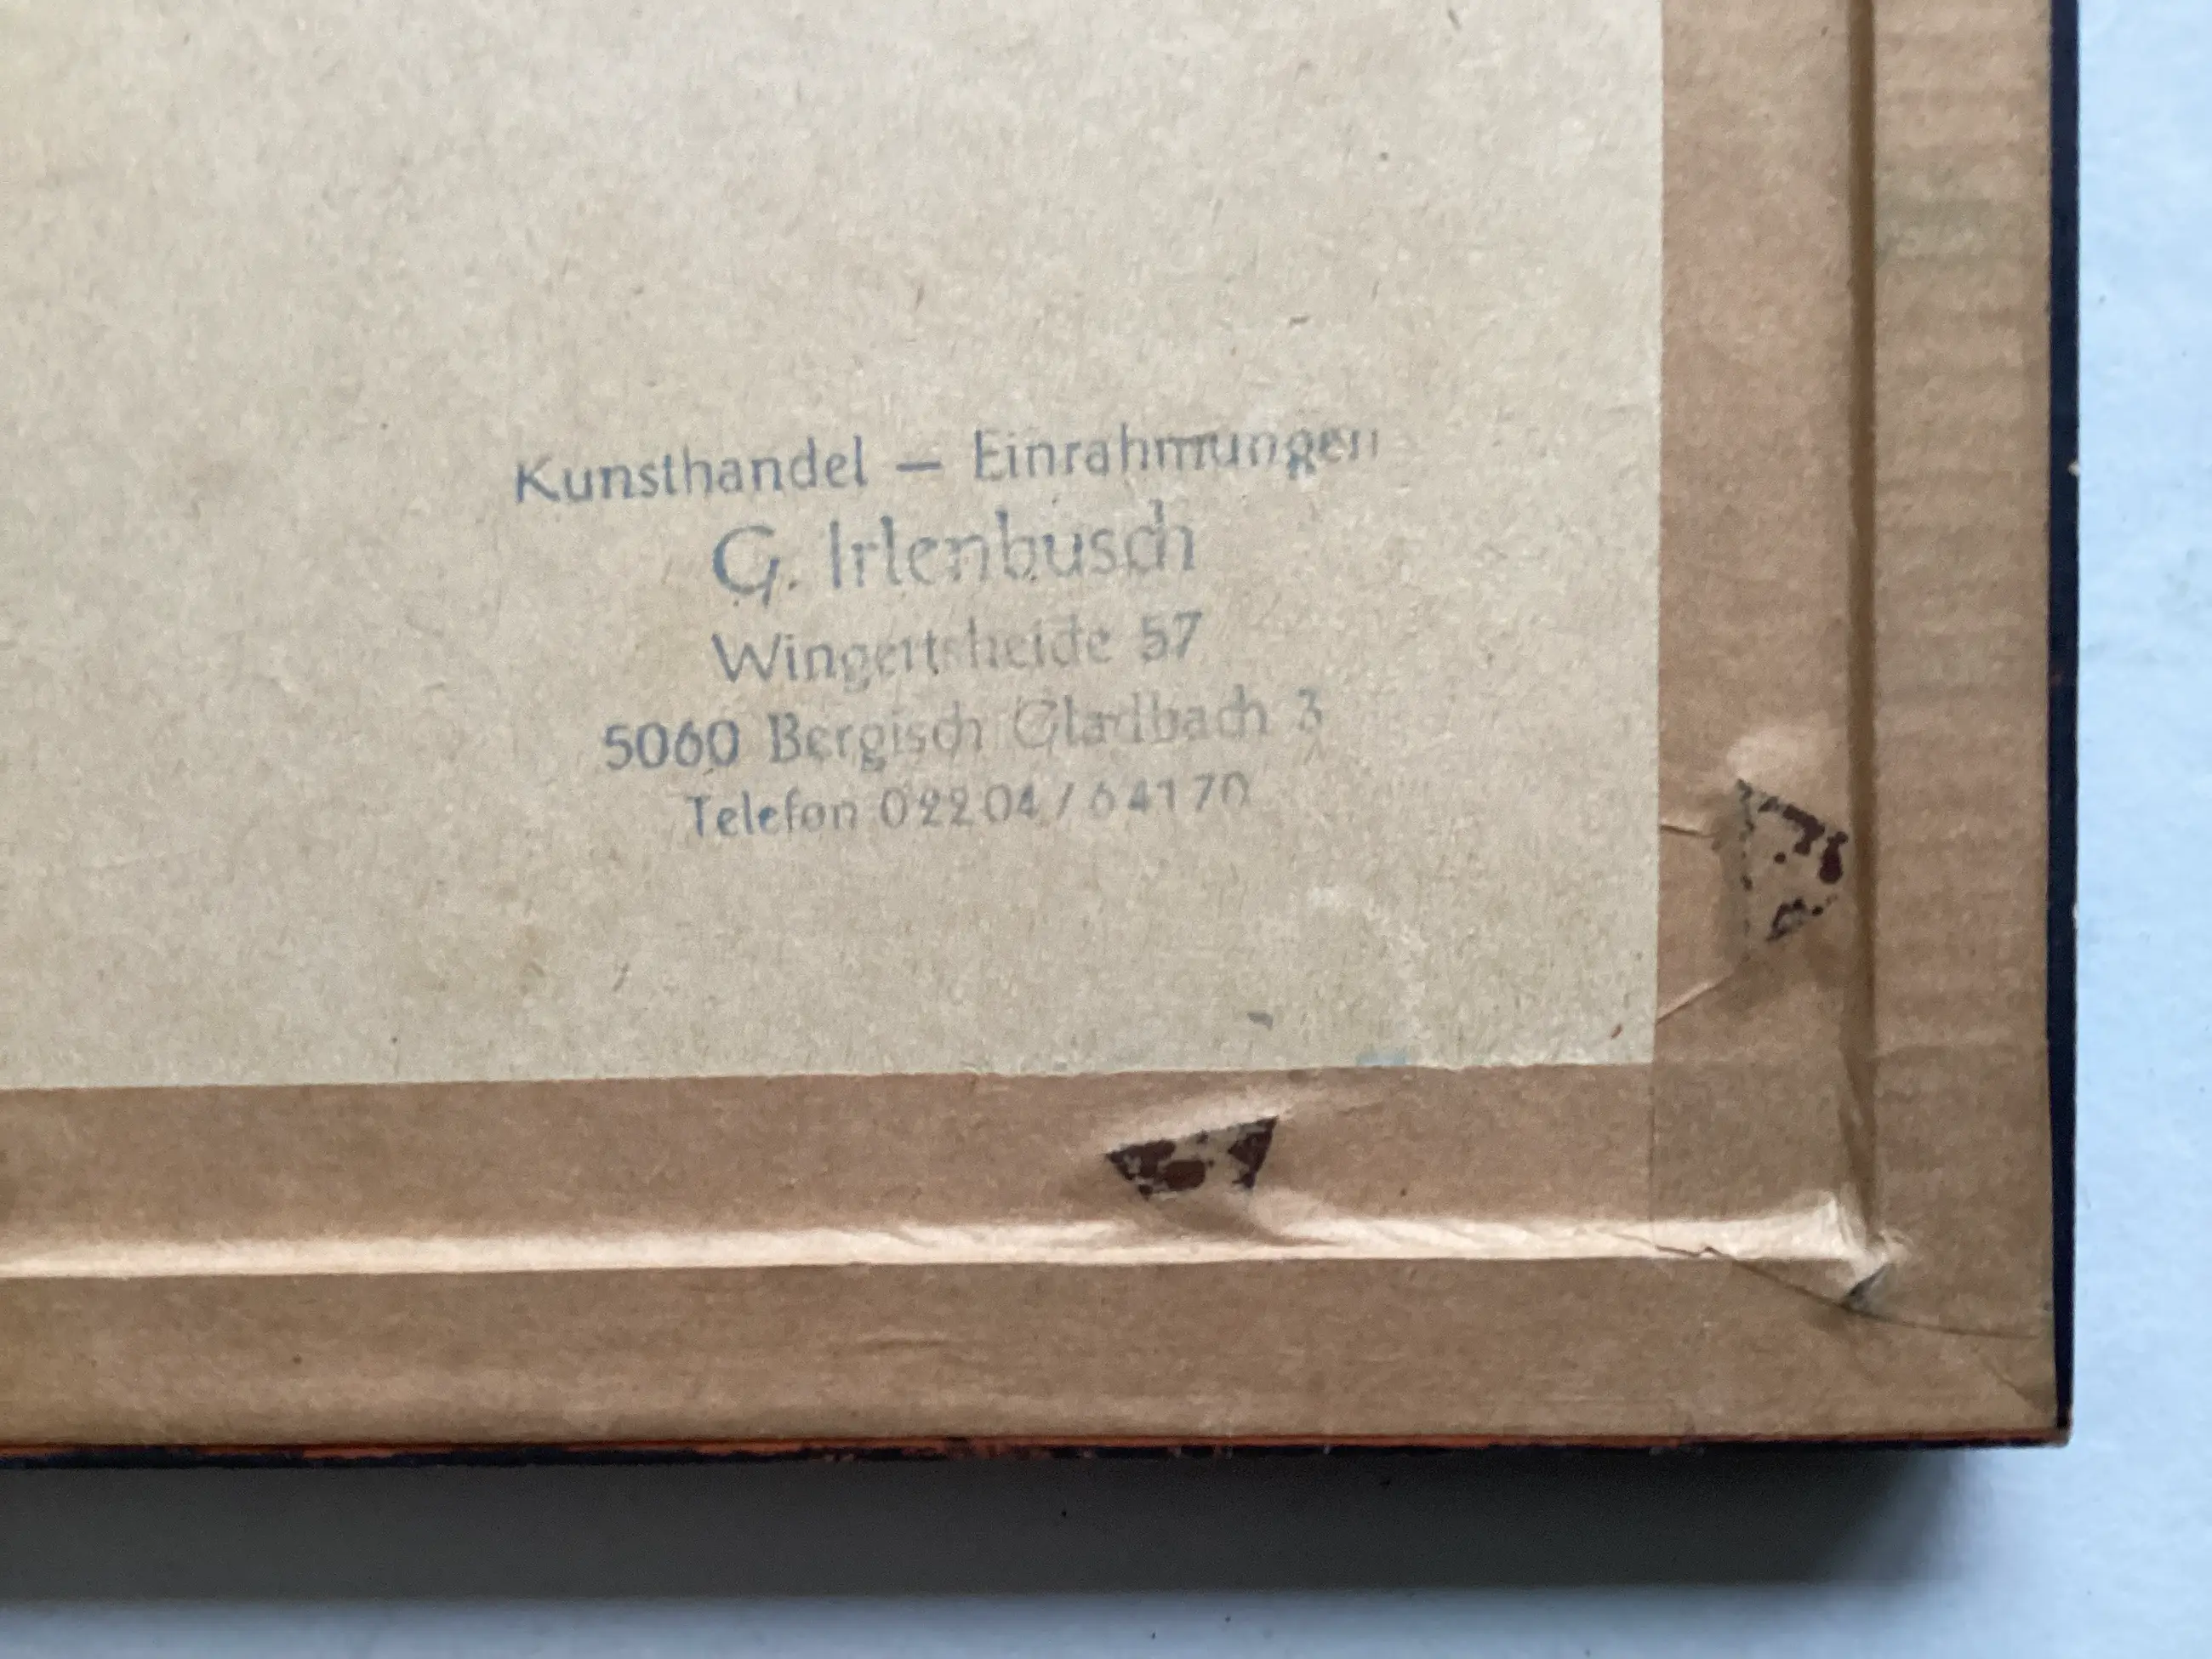 Kunsthandel — Einrahmungen
G. Irlenbusch
Wingertsheide 57
5060 Bergisch Gladbach 3
Telefon 02204/64170